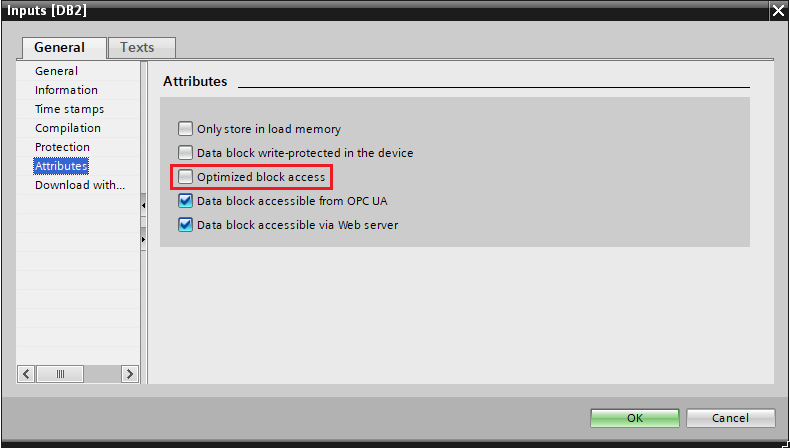 Inputs [DB2]
General
Texts
General
Information
Time stamps
Compilation
Protection
Attributes
Download with...
Attributes
Only store in load memory
Data block write-protected in the device
Optimized block access
Data block accessible from OPC UA
Data block accessible via Web server
OK
Cancel